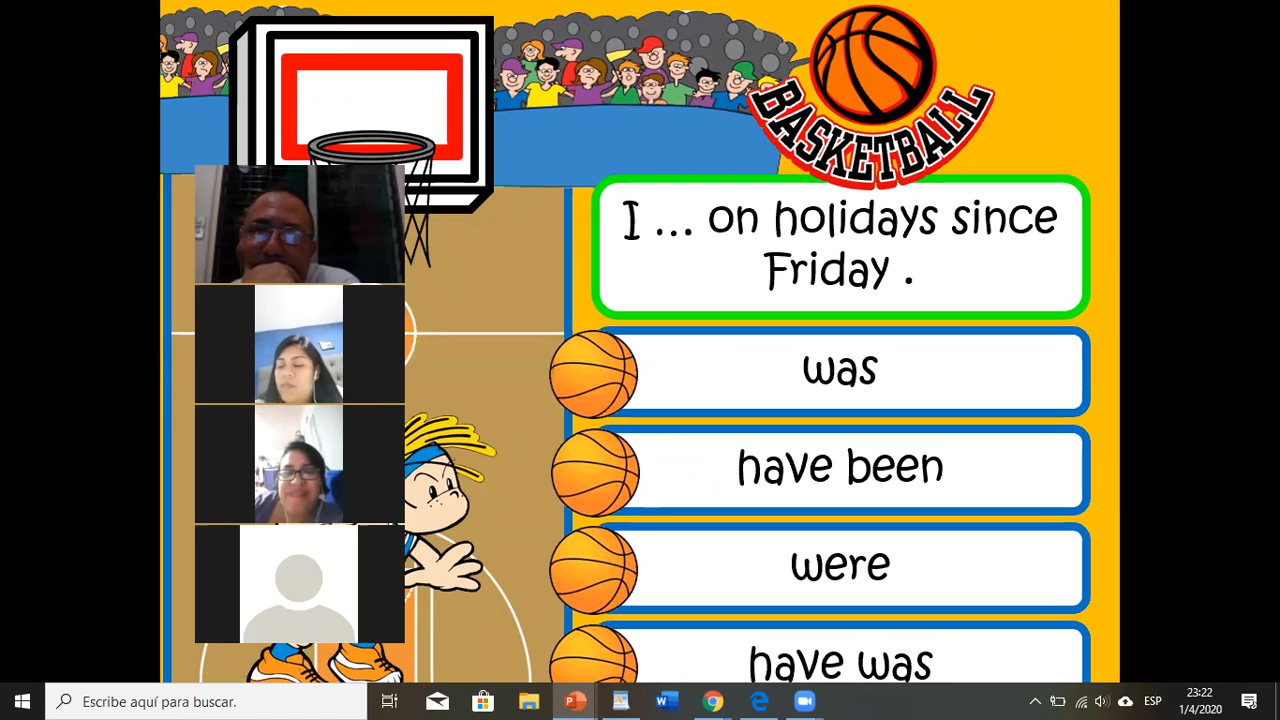 BASKETBALL
I ... on holidays since
Friday .
was
have been
were
have was
Escribe aquí para buscar.
ESP
23:22
1/4/2020